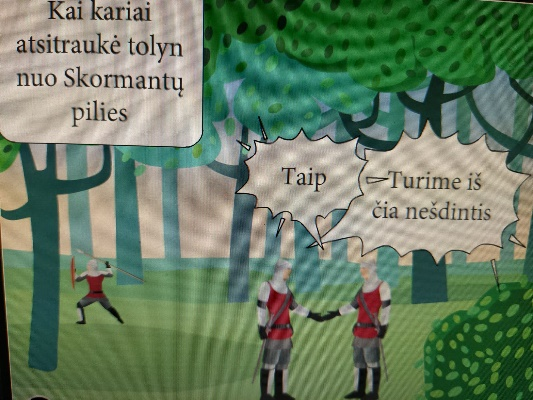 Kai kariai
atsitraukė tolyn
nuo Skormantų
pilies
Taip
Turime iš
čia nešdintis